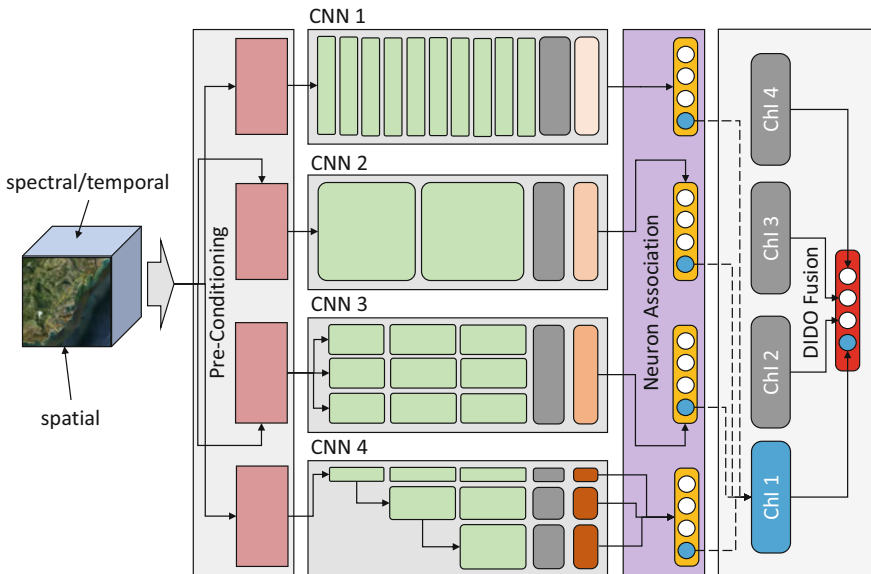 CNN 1
CNN 2
CNN 3
CNN 4
spectral/temporal
spatial
Pre-Conditioning
Neuron Association
Chl 4
Chl 3
Chl 2
Chl 1
DIDO Fusion